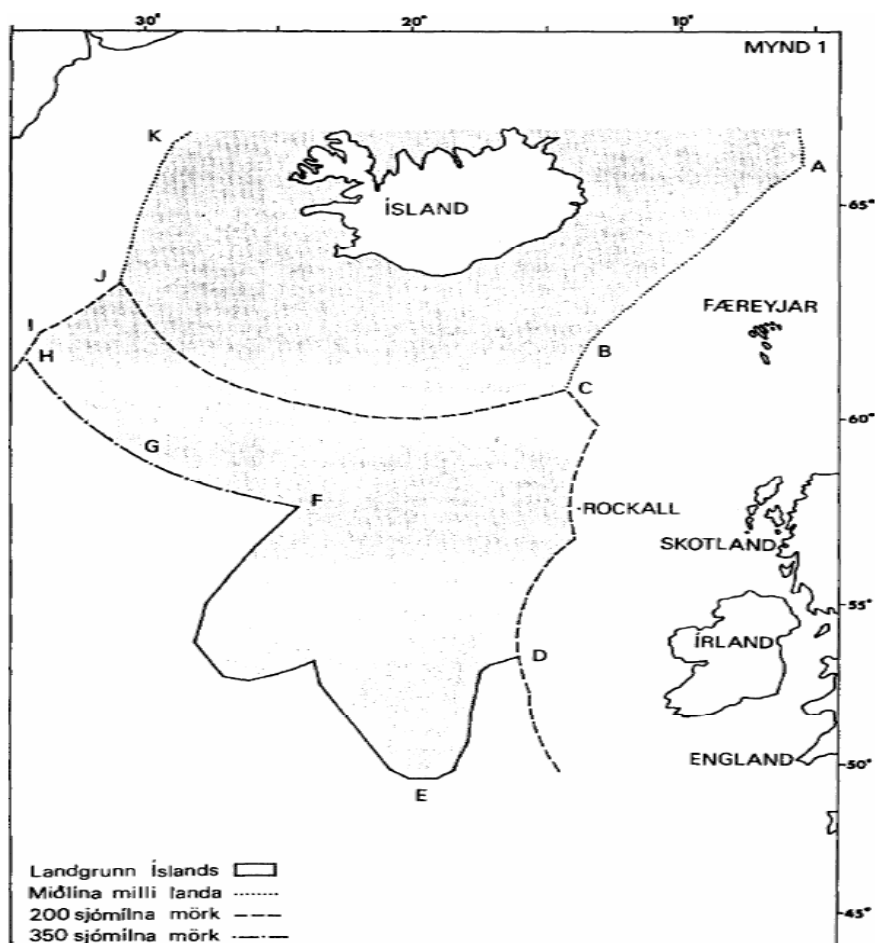 30° 20° 10°
MYND 1
K
A
ÍSLAND
65°
J
FÆREYJAR
I
B
H
C
60°
G
F
ROCKALL
SKOTLAND
55°
ÍRLAND
D
ENGLAND
50°
E
Landgrunn Íslands
Miðlína milli landa
200 sjómílna mörk
350 sjómílna mörk
45°